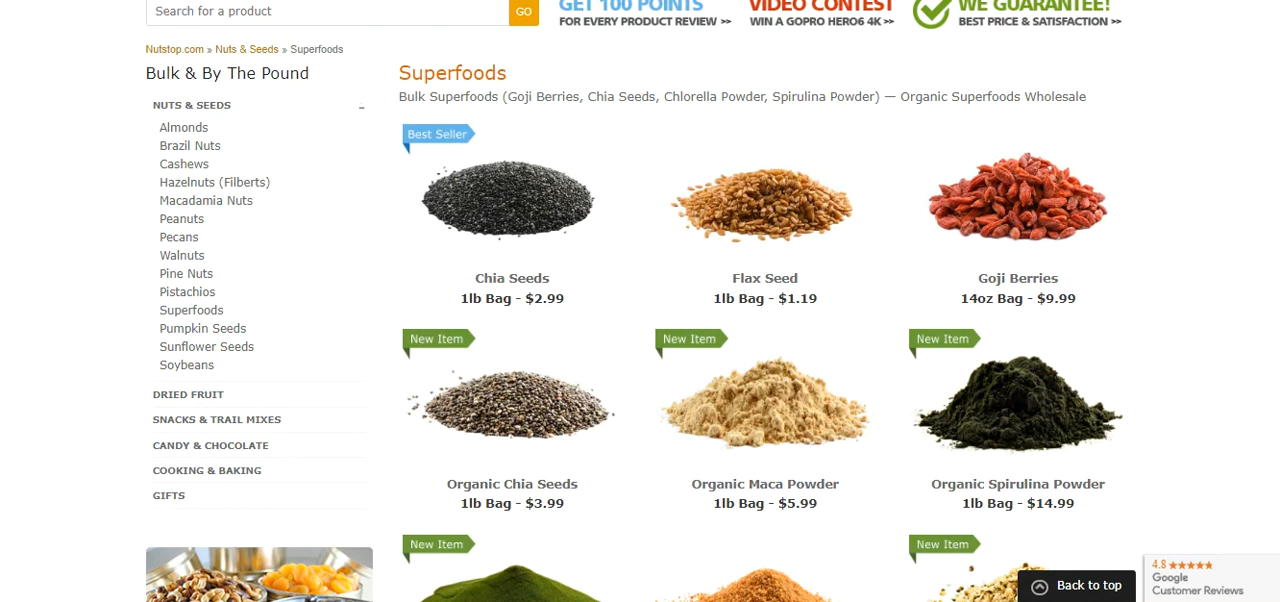 Search for a product
GO
GET 100 POINTS
FOR EVERY PRODUCT REVIEW >>
VIDEO CONTEST
WIN A GOPRO HERO6 4K >>
WE GUARANTEE!
BEST PRICE & SATISFACTION >>
Nutstop.com » Nuts & Seeds » Superfoods
Bulk & By The Pound
NUTS & SEEDS –
Almonds
Brazil Nuts
Cashews
Hazelnuts (Filberts)
Macadamia Nuts
Peanuts
Pecans
Walnuts
Pine Nuts
Pistachios
Superfoods
Pumpkin Seeds
Sunflower Seeds
Soybeans
DRIED FRUIT
SNACKS & TRAIL MIXES
CANDY & CHOCOLATE
COOKING & BAKING
GIFTS
Superfoods
Bulk Superfoods (Goji Berries, Chia Seeds, Chlorella Powder, Spirulina Powder) — Organic Superfoods Wholesale
Best Seller
Chia Seeds
1lb Bag - $2.99
Flax Seed
1lb Bag - $1.19
Goji Berries
14oz Bag - $9.99
New Item
Organic Chia Seeds
1lb Bag - $3.99
New Item
Organic Maca Powder
1lb Bag - $5.99
New Item
Organic Spirulina Powder
1lb Bag - $14.99
New Item
New Item
Back to top
4.8
Google
Customer Reviews